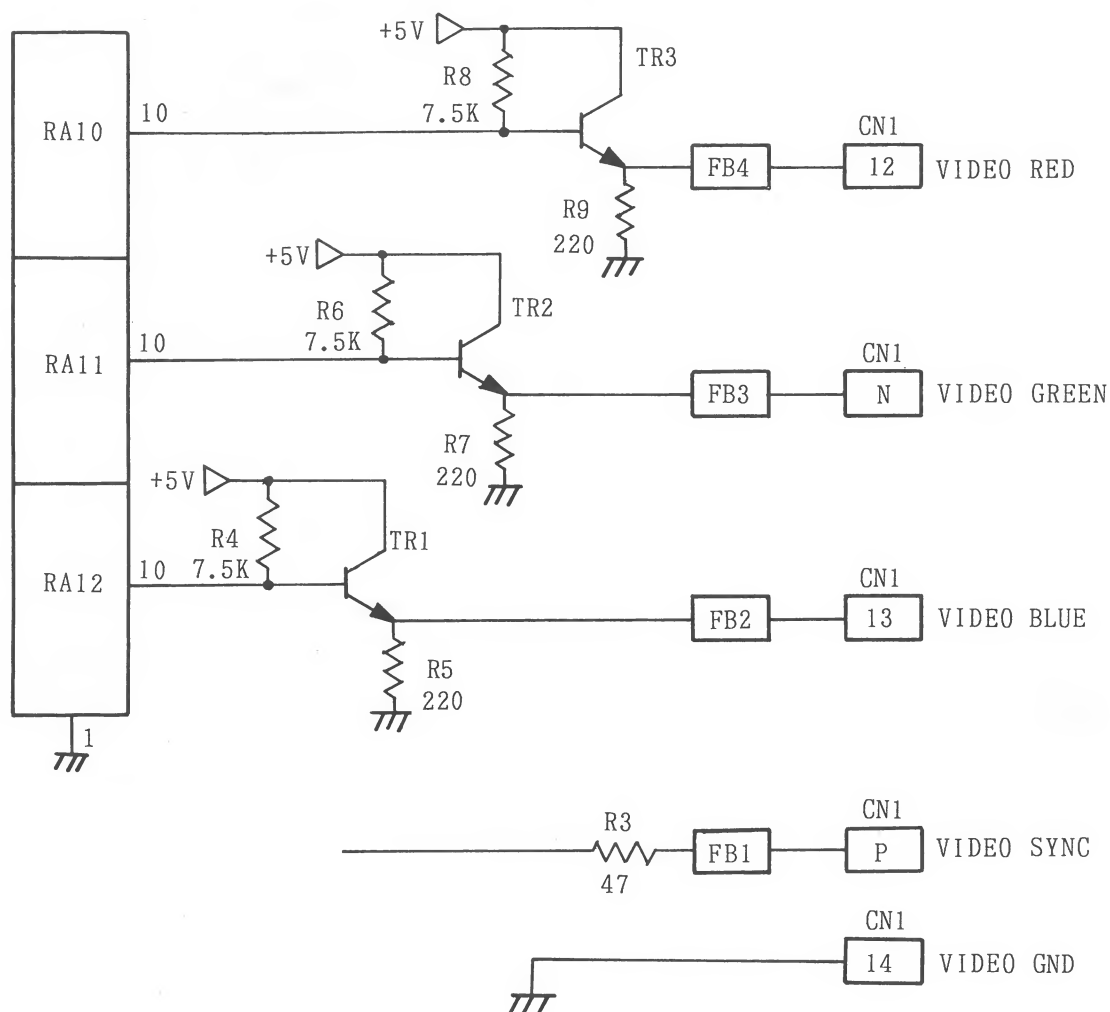 +5V
TR3
R8
7.5K
RA10
10
CN1
FB4
12
VIDEO RED
R9
220
+5V
TR2
R6
7.5K
RA11
10
CN1
FB3
N
VIDEO GREEN
R7
220
+5V
TR1
R4
7.5K
RA12
10
CN1
FB2
13
VIDEO BLUE
R5
220
1
R3
47
CN1
FB1
P
VIDEO SYNC
CN1
14
VIDEO GND